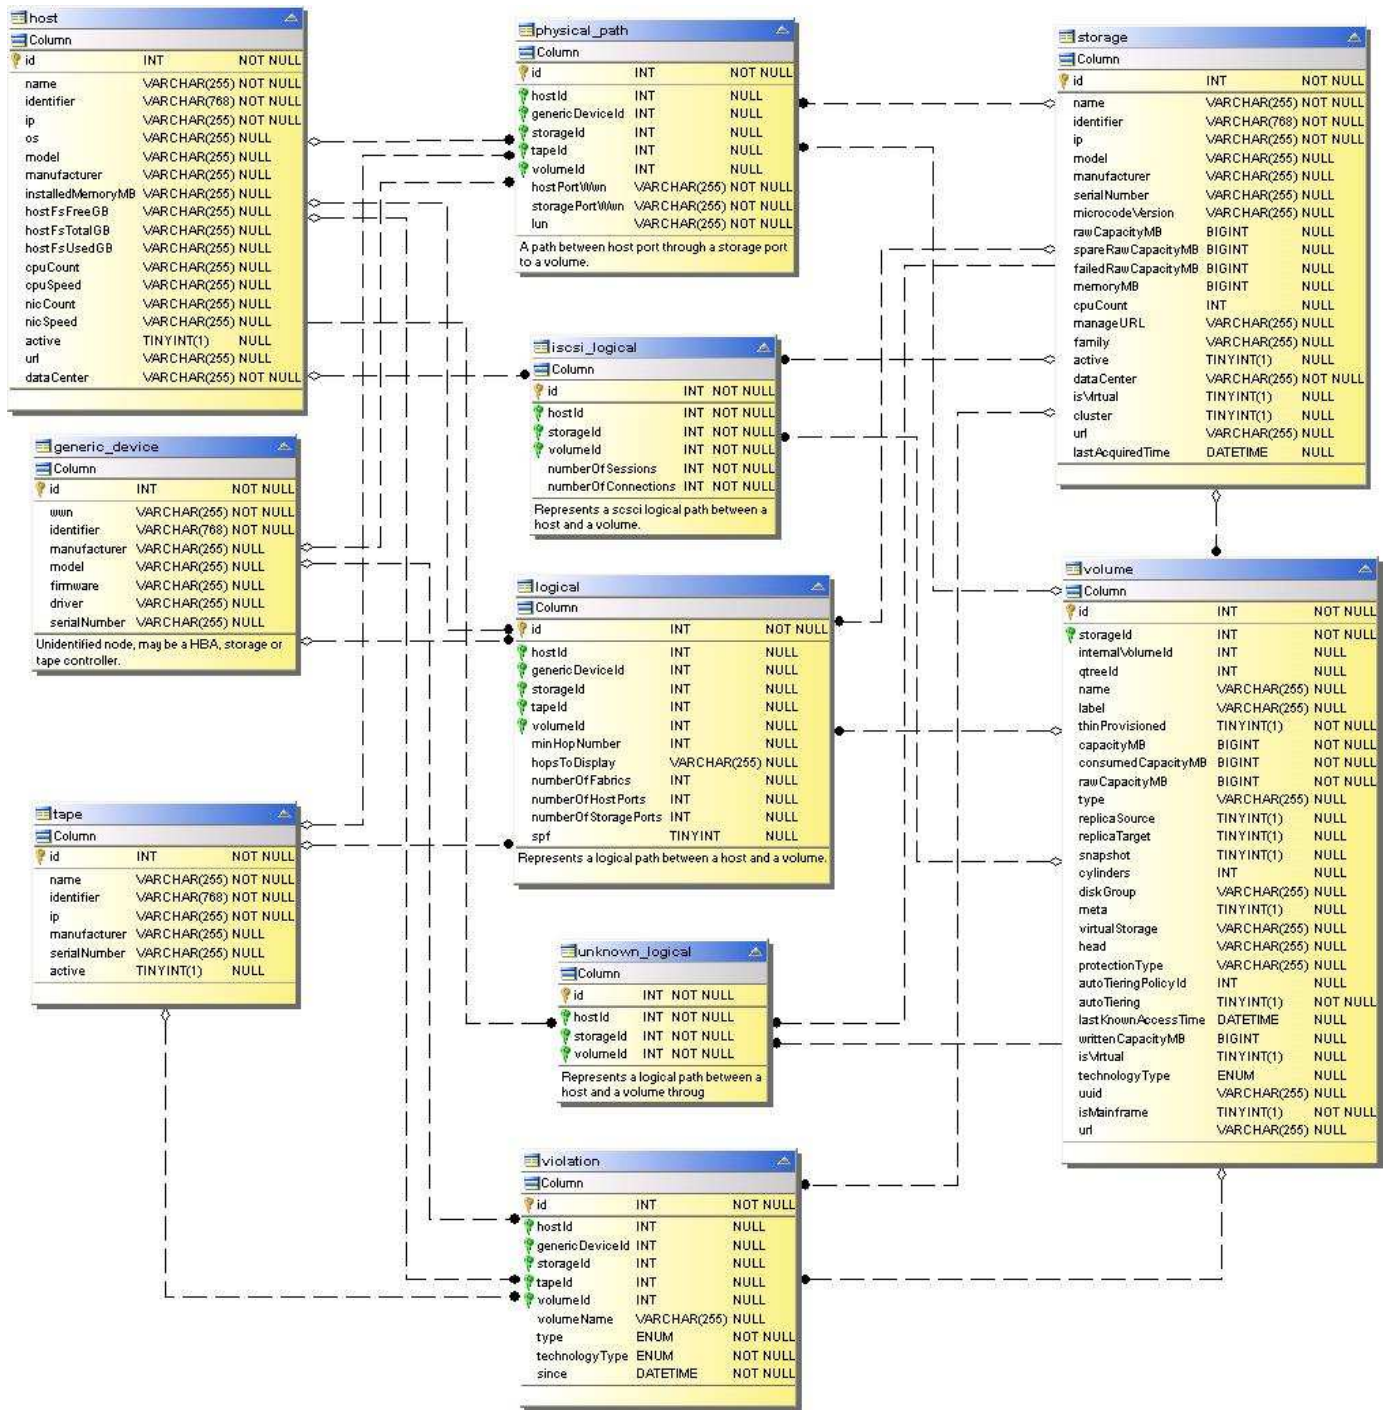 host
Column
id INT NOT NULL
name VARCHAR(255) NOT NULL
identifier VARCHAR(768) NOT NULL
ip VARCHAR(255) NOT NULL
os VARCHAR(255) NULL
model VARCHAR(255) NULL
manufacturer VARCHAR(255) NULL
installedMemoryMB VARCHAR(255) NULL
hostFsFreeGB VARCHAR(255) NULL
hostFsTotalGB VARCHAR(255) NULL
hostFsUsedGB VARCHAR(255) NULL
cpuCount VARCHAR(255) NULL
cpuSpeed VARCHAR(255) NULL
nicCount VARCHAR(255) NULL
nicSpeed VARCHAR(255) NULL
active TINYINT(1) NULL
url VARCHAR(255) NULL
dataCenter VARCHAR(255) NOT NULL
generic_device
Column
id INT NOT NULL
wwn VARCHAR(255) NOT NULL
identifier VARCHAR(768) NOT NULL
manufacturer VARCHAR(255) NULL
model VARCHAR(255) NULL
firmware VARCHAR(255) NULL
driver VARCHAR(255) NULL
serialNumber VARCHAR(255) NULL
Unidentified node, may be a HBA, storage or
tape controller.
tape
Column
id INT NOT NULL
name VARCHAR(255) NOT NULL
identifier VARCHAR(768) NOT NULL
ip VARCHAR(255) NOT NULL
manufacturer VARCHAR(255) NULL
serialNumber VARCHAR(255) NULL
active TINYINT(1) NULL
physical_path
Column
id INT NOT NULL
hostId INT NULL
genericDeviceId INT NULL
storageId INT NULL
tapeId INT NULL
volumeId INT NULL
hostPortWwn VARCHAR(255) NOT NULL
storagePortWwn VARCHAR(255) NOT NULL
lun VARCHAR(255) NOT NULL
A path between host port through a storage port
to a volume.
iscsi_logical
Column
id INT NOT NULL
hostId INT NOT NULL
storageId INT NOT NULL
volumeId INT NOT NULL
numberOfSessions INT NOT NULL
numberOfConnections INT NOT NULL
Represents a scsci logical path between a
host and a volume.
logical
Column
id INT NOT NULL
hostId INT NULL
genericDeviceId INT NULL
storageId INT NULL
tapeId INT NULL
volumeId INT NULL
minHopNumber INT NULL
hopsToDisplay VARCHAR(255) NULL
numberOfFabrics INT NULL
numberOfHostPorts INT NULL
numberOfStoragePorts INT NULL
spf TINYINT NULL
Represents a logical path between a host and a volume.
unknown_logical
Column
id INT NOT NULL
hostId INT NOT NULL
storageId INT NOT NULL
volumeId INT NOT NULL
Represents a logical path between a
host and a volume throug
violation
Column
id INT NOT NULL
hostId INT NULL
genericDeviceId INT NULL
storageId INT NULL
tapeId INT NULL
volumeId INT NULL
volumeName VARCHAR(255) NULL
type ENUM NOT NULL
technologyType ENUM NOT NULL
since DATETIME NOT NULL
storage
Column
id INT NOT NULL
name VARCHAR(255) NOT NULL
identifier VARCHAR(768) NOT NULL
ip VARCHAR(255) NOT NULL
model VARCHAR(255) NULL
manufacturer VARCHAR(255) NULL
serialNumber VARCHAR(255) NULL
microcodeVersion VARCHAR(255) NULL
rawCapacityMB BIGINT NULL
spareRawCapacityMB BIGINT NULL
failedRawCapacityMB BIGINT NULL
memoryMB BIGINT NULL
cpuCount INT NULL
manageURL VARCHAR(255) NULL
family VARCHAR(255) NULL
active TINYINT(1) NULL
dataCenter VARCHAR(255) NOT NULL
isVirtual TINYINT(1) NULL
cluster TINYINT(1) NULL
url VARCHAR(255) NULL
lastAcquiredTime DATETIME NULL
volume
Column
id INT NOT NULL
storageId INT NOT NULL
internalVolumeId INT NULL
qtreeId INT NULL
name VARCHAR(255) NULL
label VARCHAR(255) NULL
thinProvisioned TINYINT(1) NOT NULL
capacityMB BIGINT NOT NULL
consumedCapacityMB BIGINT NOT NULL
rawCapacityMB BIGINT NOT NULL
type VARCHAR(255) NULL
replicaSource TINYINT(1) NULL
replicaTarget TINYINT(1) NULL
snapshot TINYINT(1) NULL
cylinders INT NULL
diskGroup VARCHAR(255) NULL
meta TINYINT(1) NULL
virtualStorage VARCHAR(255) NULL
head VARCHAR(255) NULL
protectionType VARCHAR(255) NULL
autoTieringPolicyId INT NULL
autoTiering TINYINT(1) NOT NULL
lastKnownAccessTime DATETIME NULL
writtenCapacityMB BIGINT NULL
isVirtual TINYINT(1) NULL
technologyType ENUM NULL
uuid VARCHAR(255) NULL
isMainframe TINYINT(1) NOT NULL
url VARCHAR(255) NULL